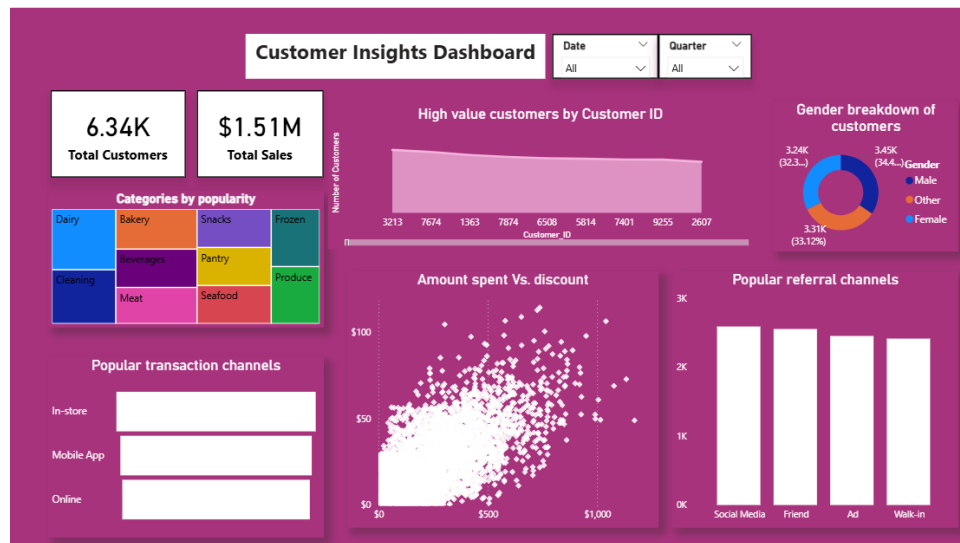 Customer Insights Dashboard
Date
All
Quarter
All
6.34K
Total Customers
$1.51M
Total Sales
High value customers by Customer ID
Number of Customers
3213 7674 1363 7874 6508 5814 7401 9255 2607
Customer_ID
Gender breakdown of
customers
3.24K
(32.3...)
3.45K
(34.4...)
3.31K
(33.12%)
Gender
Male
Other
Female
Categories by popularity
Dairy
Bakery
Snacks
Frozen
Cleaning
Beverages
Pantry
Produce
Meat
Seafood
Popular transaction channels
In-store
Mobile App
Online
Amount spent Vs. discount
$100
$50
$0
$0 $500 $1,000
Popular referral channels
3K
2K
1K
0K
Social Media Friend Ad Walk-in